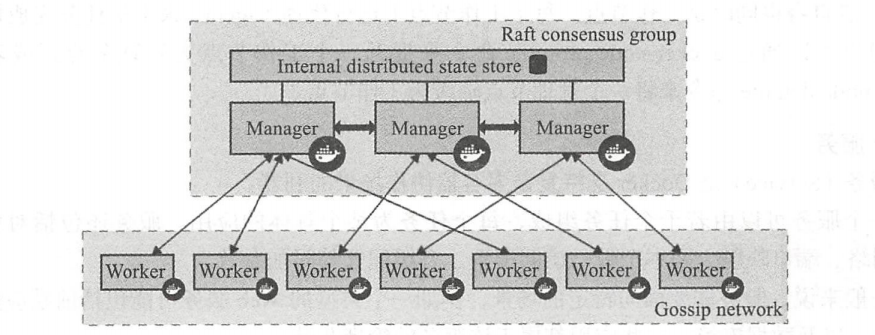 Raft consensus group
Internal distributed state store
Manager Manager Manager
Worker Worker Worker Worker Worker Worker Worker
Gossip network